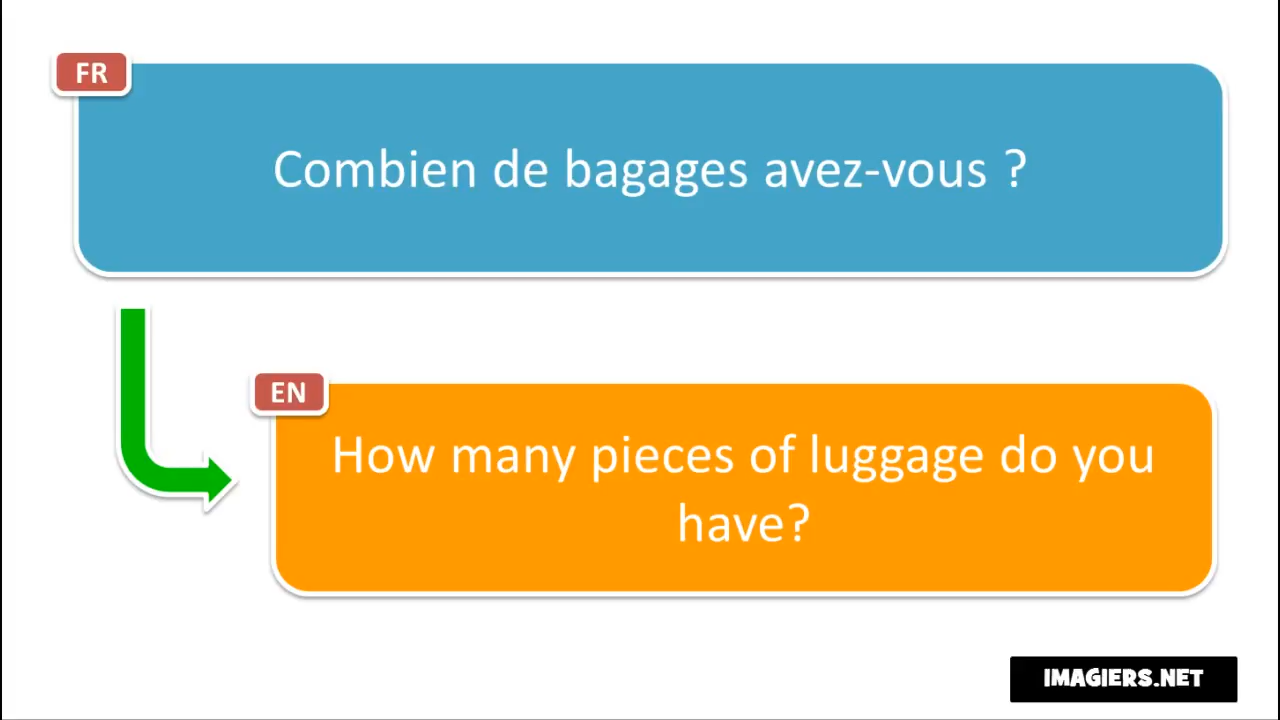 FR
Combien de bagages avez-vous ?
EN
How many pieces of luggage do you
have?
IMAGIERS.NET